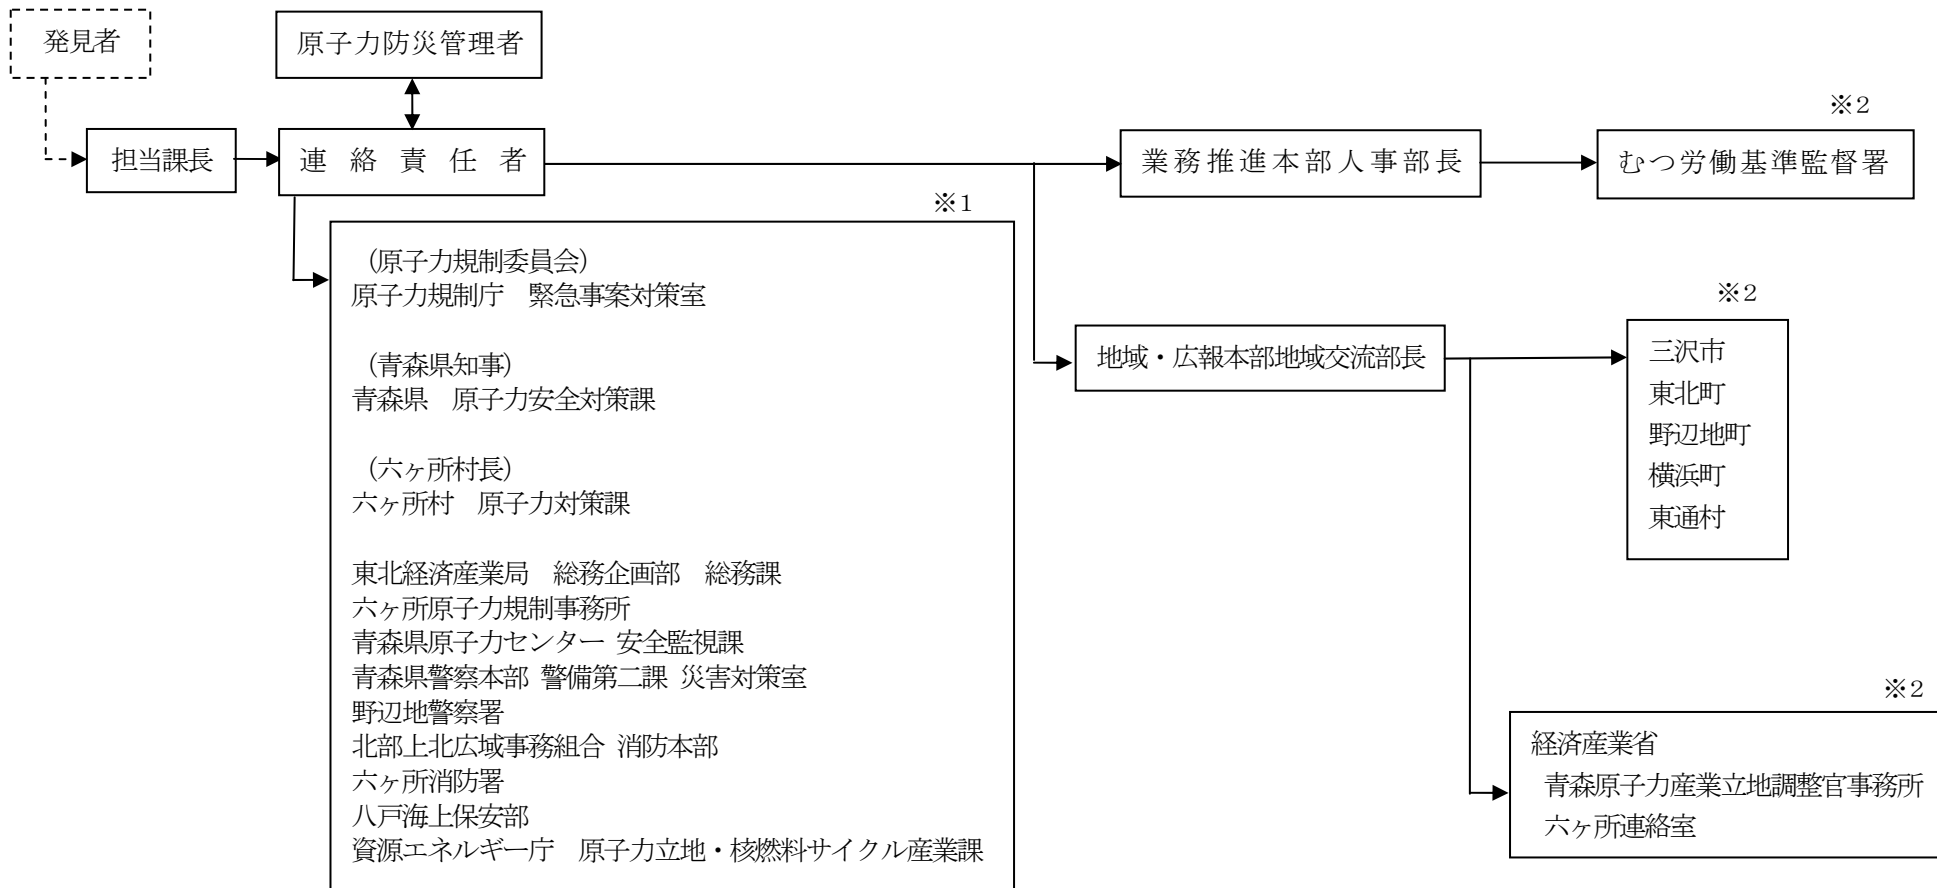 発見者
原子力防災管理者
※2
担当課長
連絡責任者
業務推進本部人事部長
むつ労働基準監督署
※1
（原子力規制委員会）
原子力規制庁　緊急事案対策室
（青森県知事）
青森県　原子力安全対策課
（六ヶ所村長）
六ヶ所村　原子力対策課
東北経済産業局　総務企画部　総務課
六ヶ所原子力規制事務所
青森県原子力センター 安全監視課
青森県警察本部 警備第二課 災害対策室
野辺地警察署
北部上北広域事務組合 消防本部
六ヶ所消防署
八戸海上保安部
資源エネルギー庁　原子力立地・核燃料サイクル産業課
地域・広報本部地域交流部長
※2
三沢市
東北町
野辺地町
横浜町
東通村
※2
経済産業省
青森原子力産業立地調整官事務所
六ヶ所連絡室